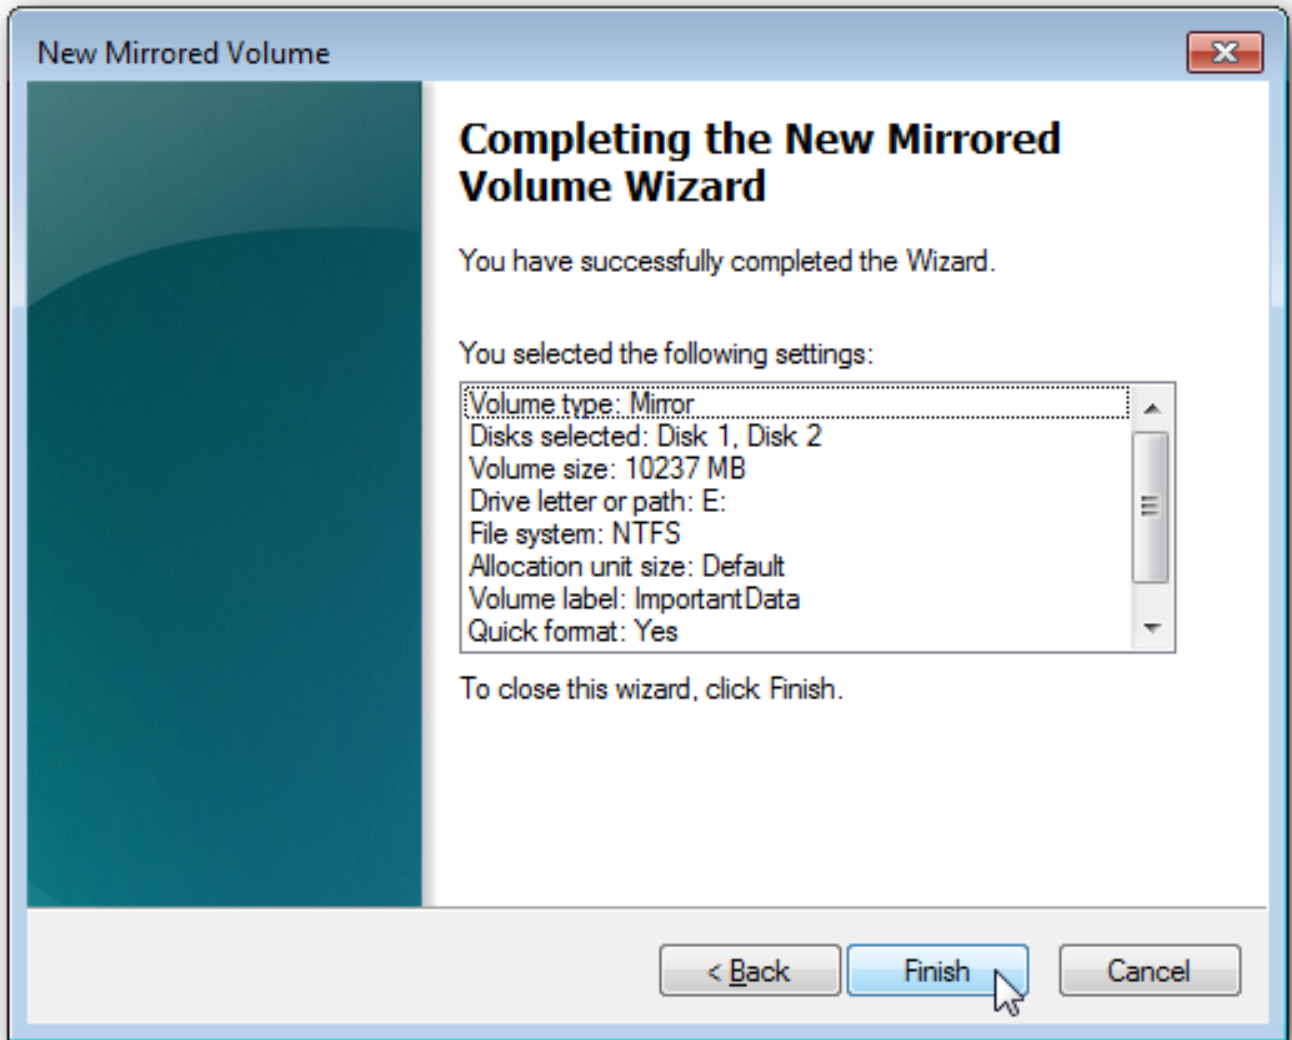 New Mirrored Volume
Completing the New Mirrored
Volume Wizard
You have successfully completed the Wizard.
You selected the following settings:
Volume type: Mirror
Disks selected: Disk 1, Disk 2
Volume size: 10237 MB
Drive letter or path: E:
File system: NTFS
Allocation unit size: Default
Volume label: ImportantData
Quick format: Yes
To close this wizard, click Finish.
< Back
Finish
Cancel